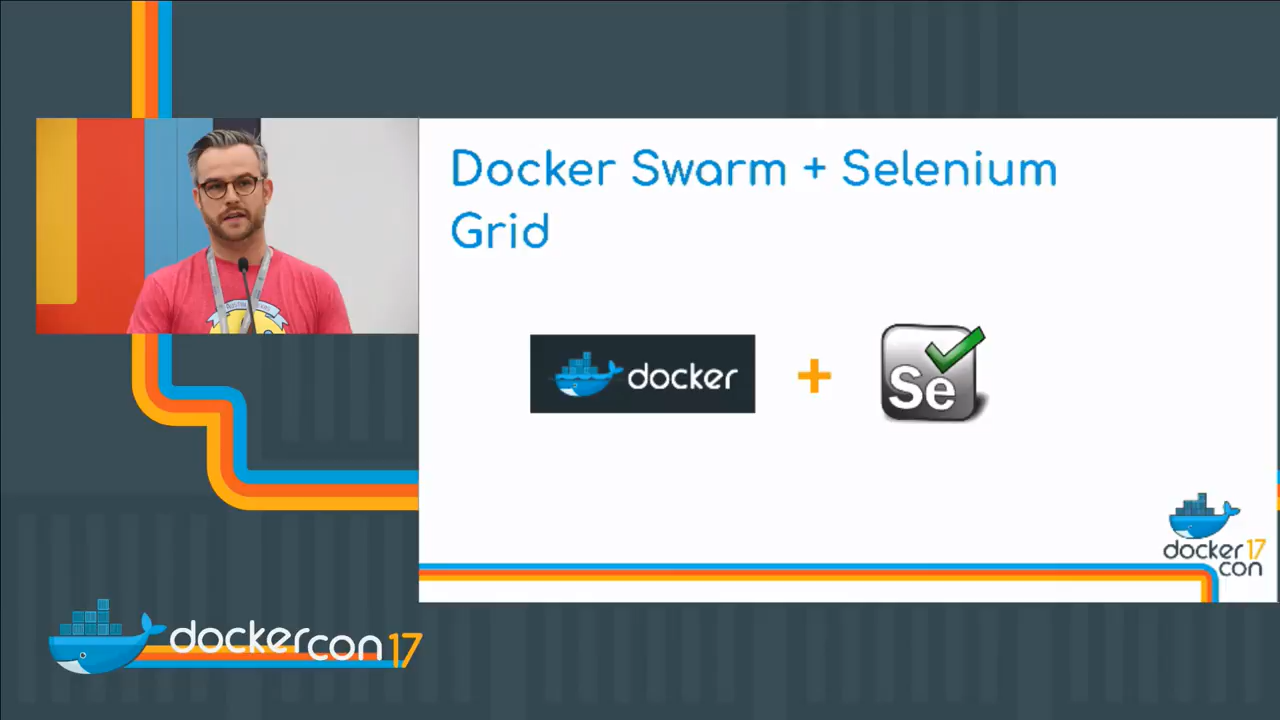 Docker Swarm + Selenium
Grid
docker
+
Se
docker 17
con
dockercon 17